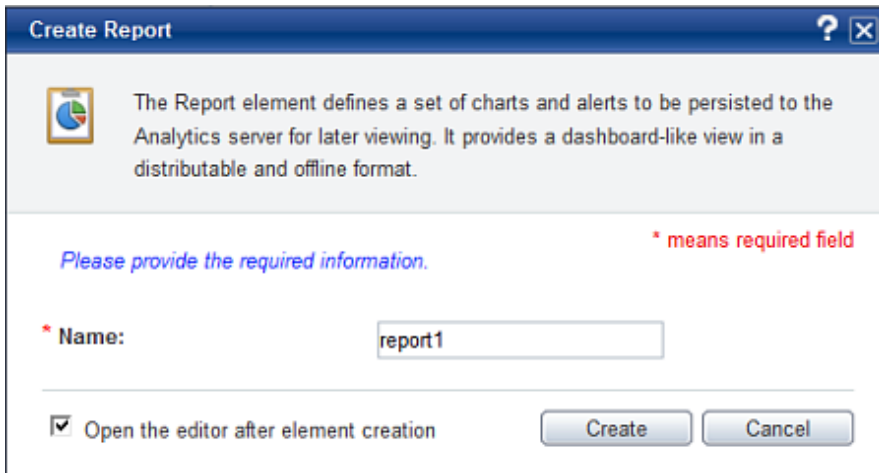 Create Report ?
The Report element defines a set of charts and alerts to be persisted to the
Analytics server for later viewing. It provides a dashboard-like view in a
distributable and offline format.
* means required field
Please provide the required information.
* Name: report1
Open the editor after element creation Create Cancel